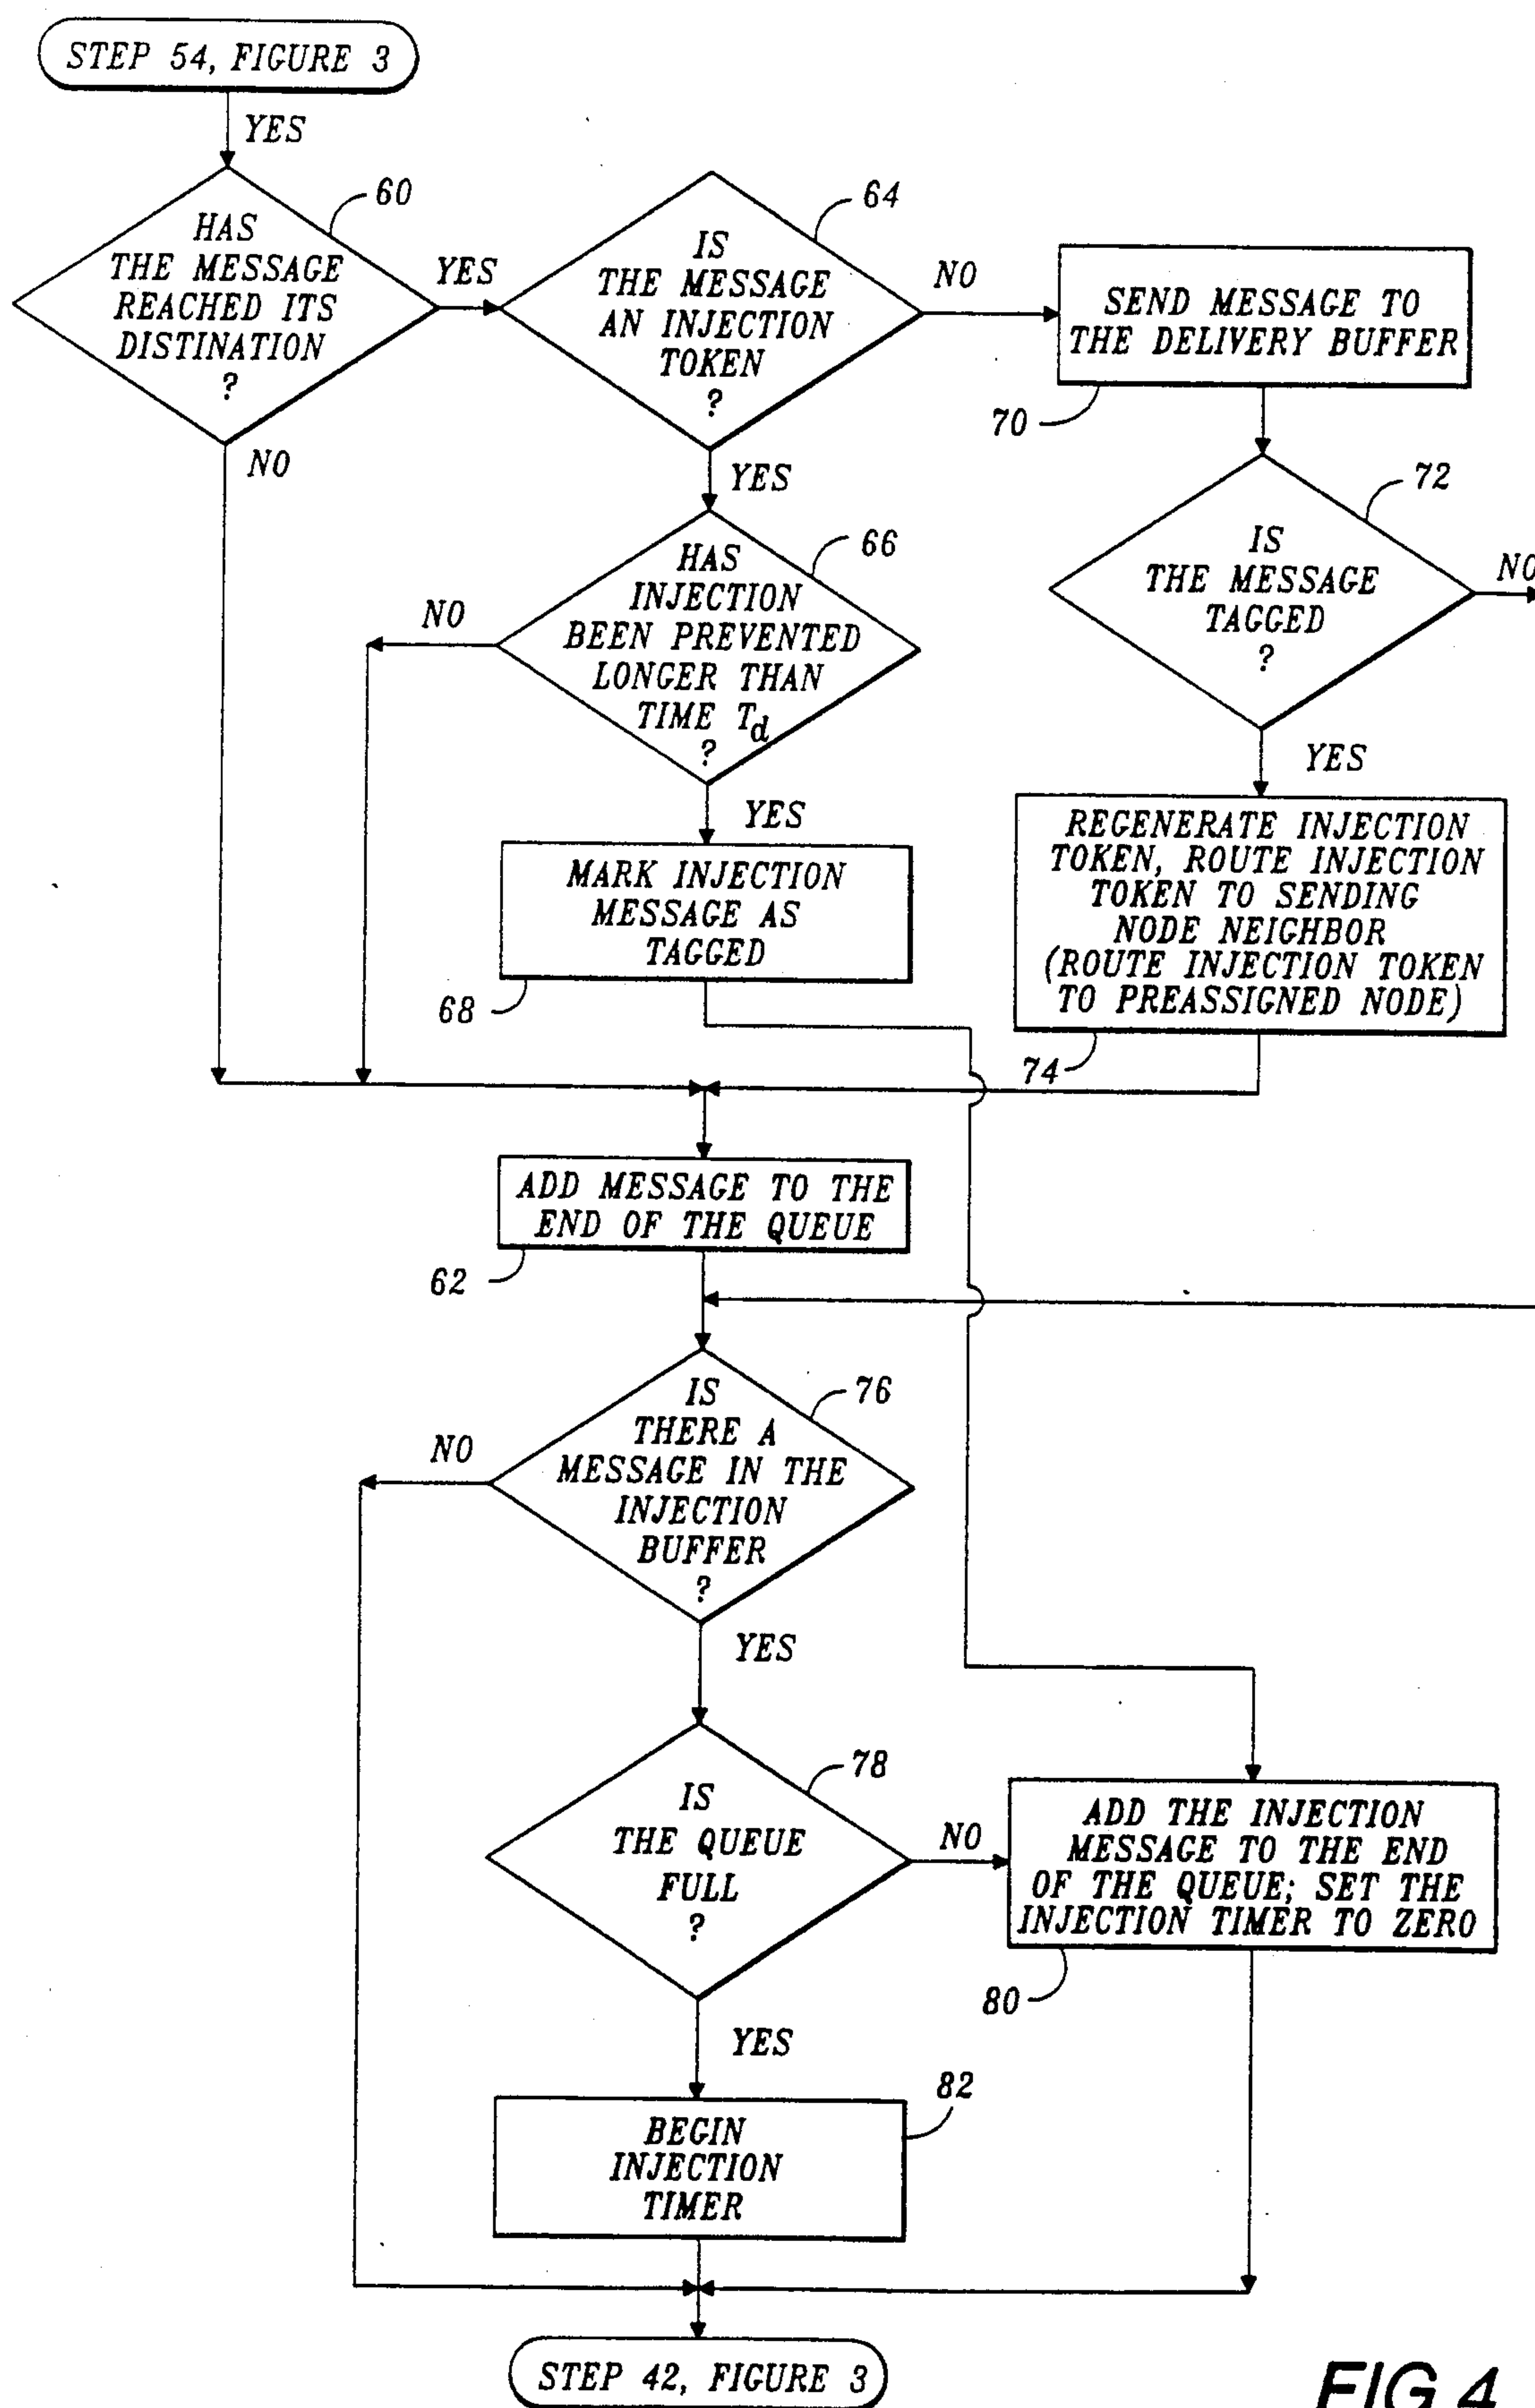 STEP 54, FIGURE 3
YES
60
HAS
THE MESSAGE
REACHED ITS
DISTINATION
?
YES
NO
64
IS
THE MESSAGE
AN INJECTION
TOKEN
?
NO
YES
SEND MESSAGE TO
THE DELIVERY BUFFER
70
72
IS
THE MESSAGE
TAGGED
?
NO
YES
66
HAS
INJECTION
BEEN PREVENTED
LONGER THAN
TIME Td
?
NO
YES
MARK INJECTION
MESSAGE AS
TAGGED
68
REGENERATE INJECTION
TOKEN, ROUTE INJECTION
TOKEN TO SENDING
NODE NEIGHBOR
(ROUTE INJECTION TOKEN
TO PREASSIGNED NODE)
74
ADD MESSAGE TO THE
END OF THE QUEUE
62
76
IS
THERE A
MESSAGE IN THE
INJECTION
BUFFER
?
NO
YES
78
IS
THE QUEUE
FULL
?
NO
YES
ADD THE INJECTION
MESSAGE TO THE END
OF THE QUEUE; SET THE
INJECTION TIMER TO ZERO
80
82
BEGIN
INJECTION
TIMER
STEP 42, FIGURE 3
FIG 4